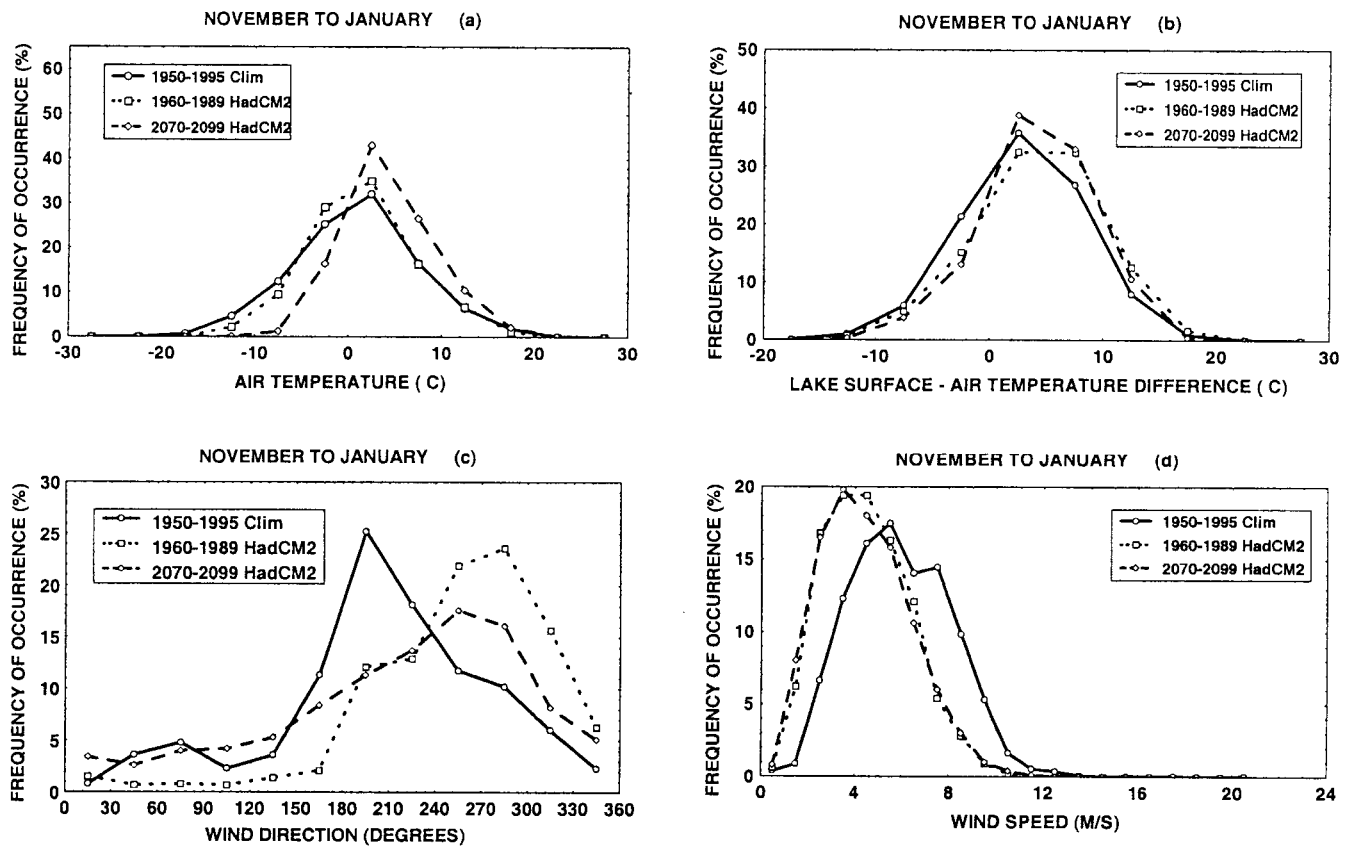 NOVEMBER TO JANUARY (a)
FREQUENCY OF OCCURRENCE (%)
60
50
40
30
20
10
0
1950-1995 Clim
1960-1989 HadCM2
2070-2099 HadCM2
-30 -20 -10 0 10 20 30
AIR TEMPERATURE ( C)
NOVEMBER TO JANUARY (b)
FREQUENCY OF OCCURRENCE (%)
50
40
30
20
10
0
1950-1995 Clim
1960-1989 HadCM2
2070-2099 HadCM2
-20 -10 0 10 20 30
LAKE SURFACE - AIR TEMPERATURE DIFFERENCE ( C)
NOVEMBER TO JANUARY (c)
FREQUENCY OF OCCURRENCE (%)
30
25
20
15
10
5
0
1950-1995 Clim
1960-1989 HadCM2
2070-2099 HadCM2
0 30 60 90 120 150 180 210 240 270 300 330 360
WIND DIRECTION (DEGREES)
NOVEMBER TO JANUARY (d)
FREQUENCY OF OCCURRENCE (%)
20
15
10
5
0
1950-1995 Clim
1960-1989 HadCM2
2070-2099 HadCM2
0 4 8 12 16 20 24
WIND SPEED (M/S)